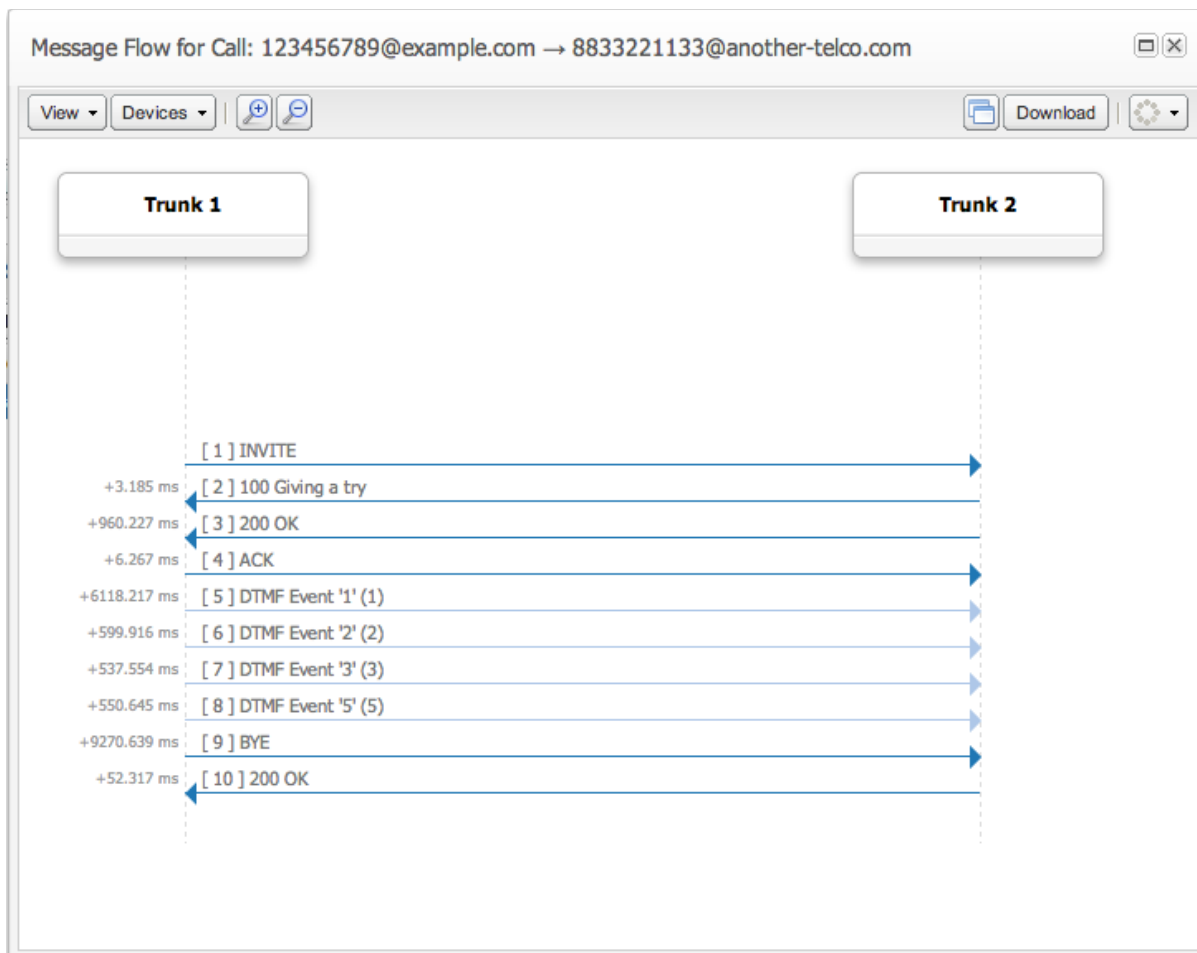 Message Flow for Call: 123456789@example.com → 8833221133@another-telco.com
View Devices Download
Trunk 1 Trunk 2
[ 1 ] INVITE
+3.185 ms [ 2 ] 100 Giving a try
+960.227 ms [ 3 ] 200 OK
+6.267 ms [ 4 ] ACK
+6118.217 ms [ 5 ] DTMF Event '1' (1)
+599.916 ms [ 6 ] DTMF Event '2' (2)
+537.554 ms [ 7 ] DTMF Event '3' (3)
+550.645 ms [ 8 ] DTMF Event '5' (5)
+9270.639 ms [ 9 ] BYE
+52.317 ms [ 10 ] 200 OK